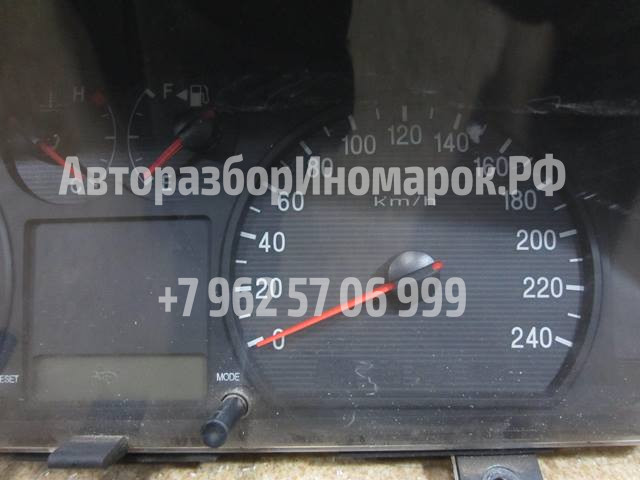 H F
100 120 140
80 160
АвторазборИномарок.РФ
C E
60 km/h 180
40 200
+7 962 57 06 999
20 220
0 240
RESET MODE